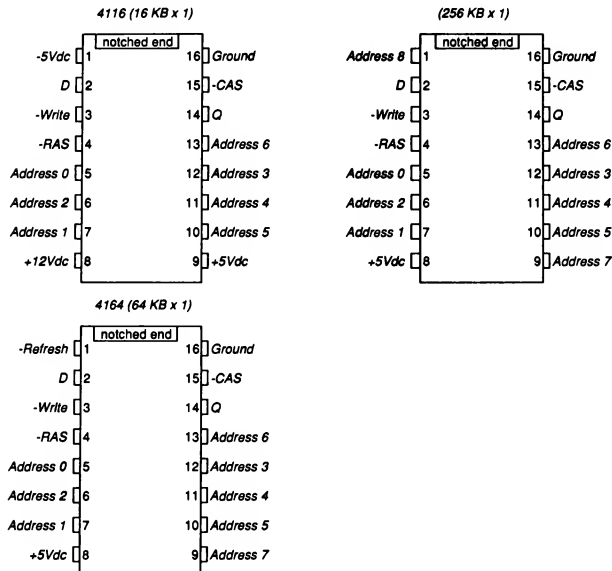 4116 (16 KB x 1)
notched end
-5Vdc 1 16 Ground
D 2 15 -CAS
-Write 3 14 Q
-RAS 4 13 Address 6
Address 0 5 12 Address 3
Address 2 6 11 Address 4
Address 1 7 10 Address 5
+12Vdc 8 9 +5Vdc
(256 KB x 1)
notched end
Address 8 1 16 Ground
D 2 15 -CAS
-Write 3 14 Q
-RAS 4 13 Address 6
Address 0 5 12 Address 3
Address 2 6 11 Address 4
Address 1 7 10 Address 5
+5Vdc 8 9 Address 7
4164 (64 KB x 1)
notched end
-Refresh 1 16 Ground
D 2 15 -CAS
-Write 3 14 Q
-RAS 4 13 Address 6
Address 0 5 12 Address 3
Address 2 6 11 Address 4
Address 1 7 10 Address 5
+5Vdc 8 9 Address 7